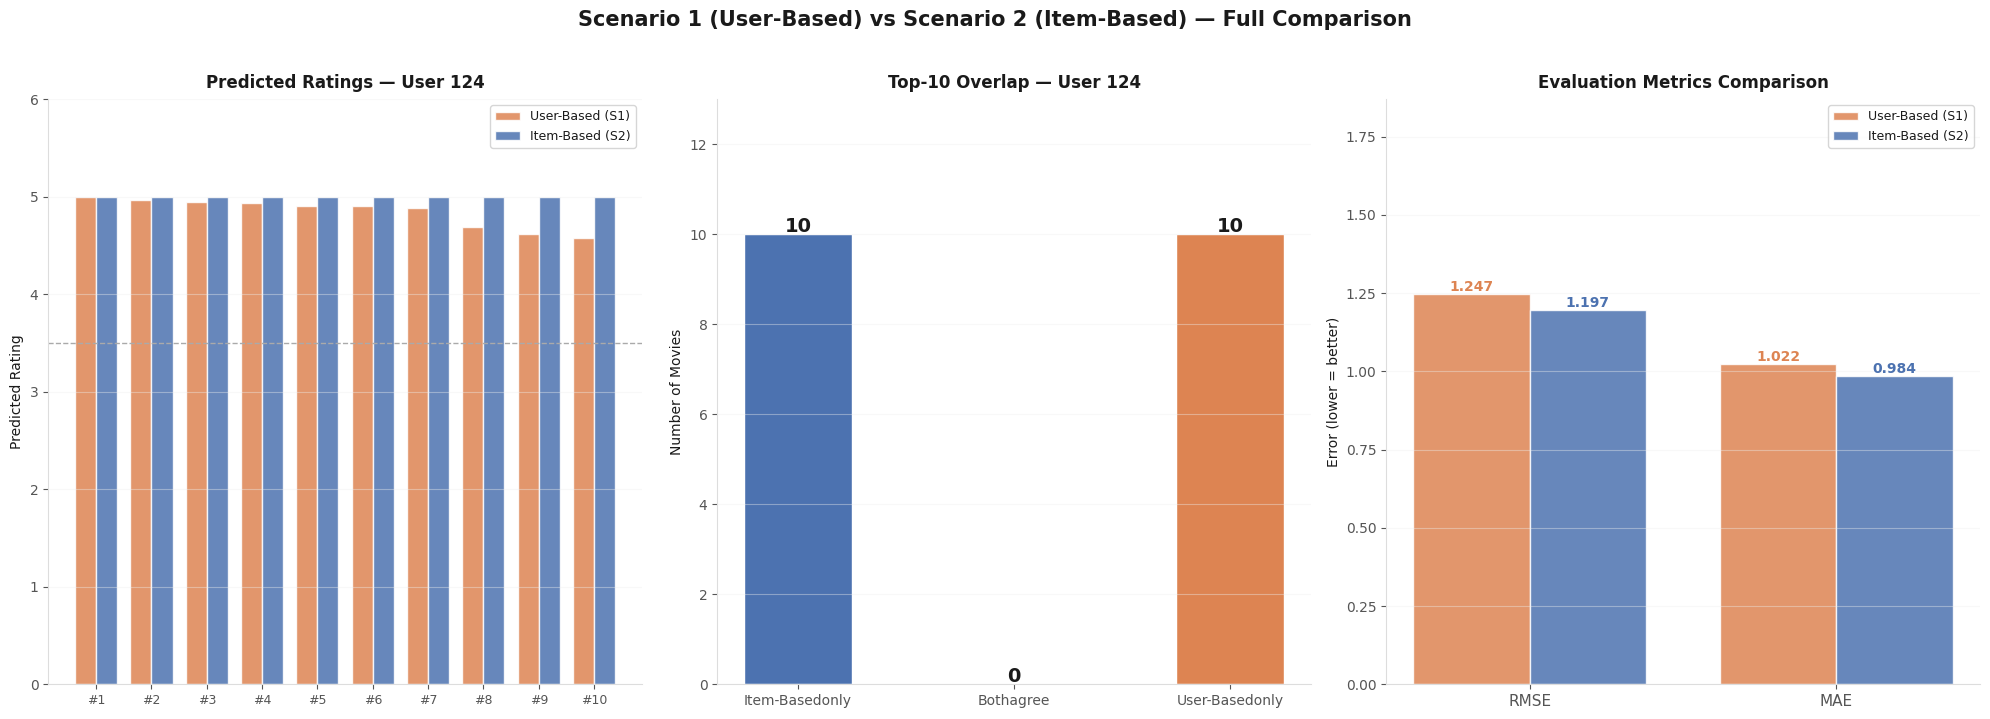 Scenario 1 (User-Based) vs Scenario 2 (Item-Based) — Full Comparison
Predicted Ratings — User 124
User-Based (S1)
Item-Based (S2)
Predicted Rating
6
5
4
3
2
1
0
#1 #2 #3 #4 #5 #6 #7 #8 #9 #10
Top-10 Overlap — User 124
Number of Movies
12
10
8
6
4
2
0
10
0
10
Item-Basedonly Bothagree User-Basedonly
Evaluation Metrics Comparison
User-Based (S1)
Item-Based (S2)
Error (lower = better)
1.75
1.50
1.25
1.00
0.75
0.50
0.25
0.00
1.247
1.197
1.022
0.984
RMSE MAE